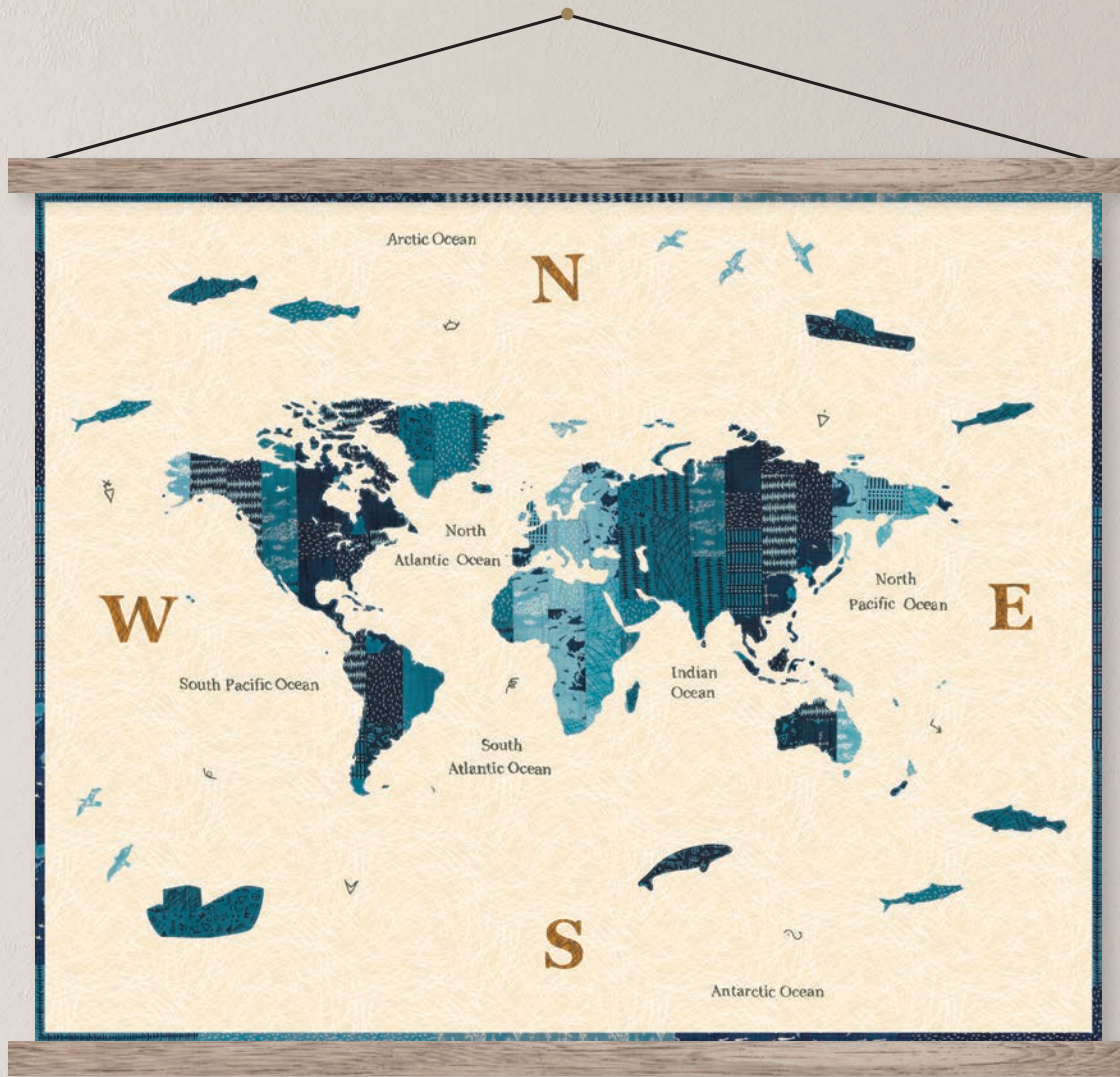 Arctic Ocean
N
North
Atlantic Ocean
North
Pacific Ocean
W
E
South Pacific Ocean
Indian
Ocean
South
Atlantic Ocean
S
Antarctic Ocean